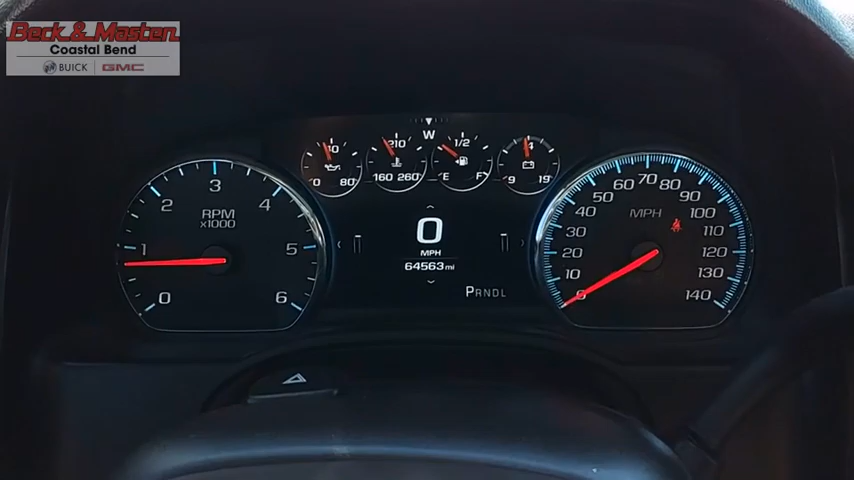 Beck & Masten
Coastal Bend
BUICK | GMC
W
40 210 1/2 14
0 80 160 260 E F 9 19
0 1 2 3 4 5 6
RPM
x1000
0
MPH
64563 mi
PRNDL
MPH
0 10 20 30 40 50 60 70 80 90 100 110 120 130 140